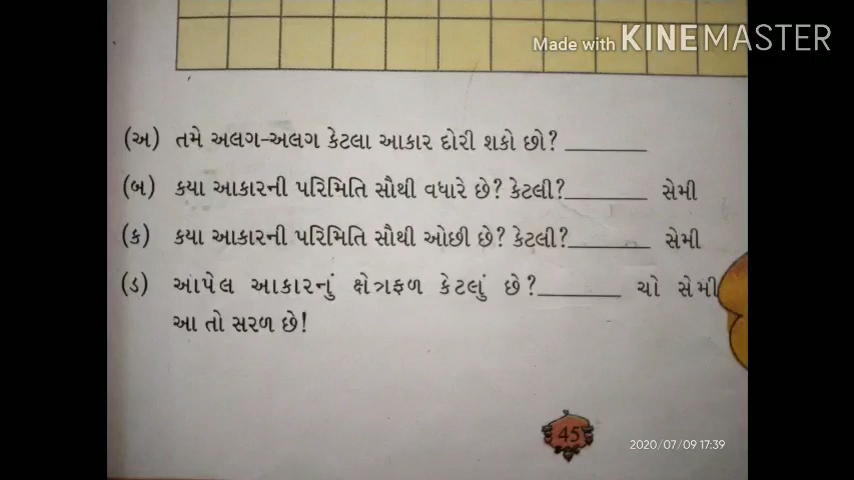 Made with KINEMASTER
(અ) તમે અલગ-અલગ કેટલા આકાર દોરી શકો છો? ______
(બ) કયા આકારની પરિમિતિ સૌથી વધારે છે? કેટલી? ______ સેમી
(ક) કયા આકારની પરિમિતિ સૌથી ઓછી છે? કેટલી? ______ સેમી
(ડ) આપેલ આકારનું ક્ષેત્રફળ કેટલું છે? ______ ચો સેમી
આ તો સરળ છે!
45
2020/07/09 17:39